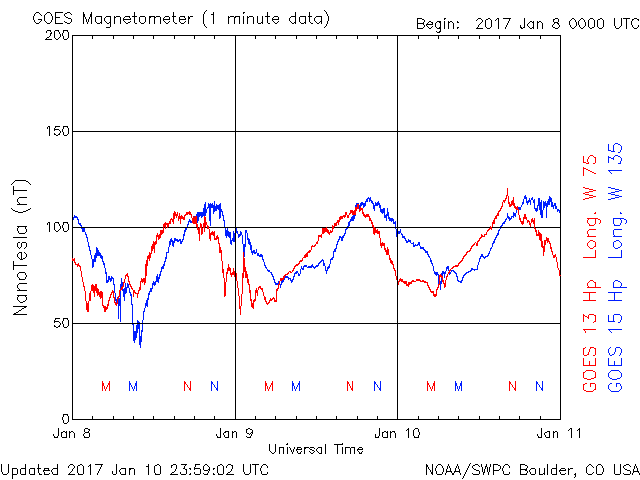 GOES Magnetometer (1 minute data)
Begin: 2017 Jan 8 0000 UTC
200
150
100
50
0
NanoTesla (nT)
M M N N M M N N M M N N
Jan 8 Jan 9 Jan 10 Jan 11
Universal Time
GOES 13 Hp Long. W 75
GOES 15 Hp Long. W 135
Updated 2017 Jan 10 23:59:02 UTC
NOAA/SWPC Boulder, CO USA